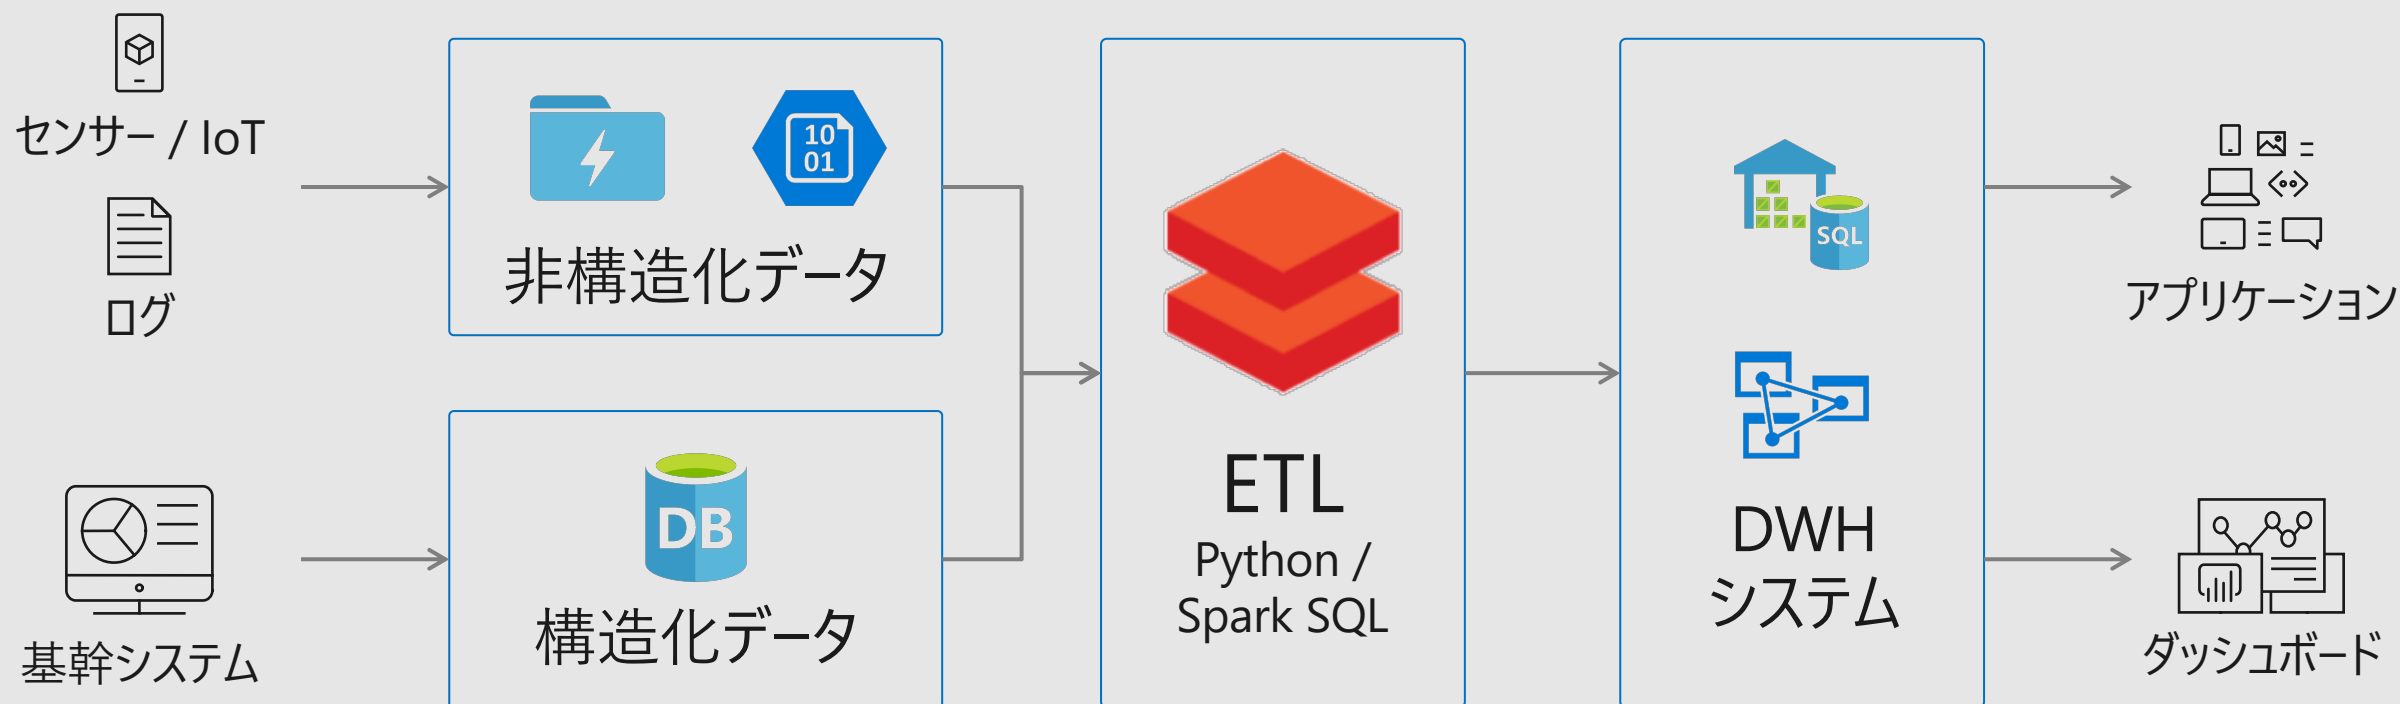 センサー / IoT
ログ
基幹システム
10
01
非構造化データ
DB
構造化データ
ETL
Python /
Spark SQL
SQL
DWH
システム
アプリケーション
ダッシュボード